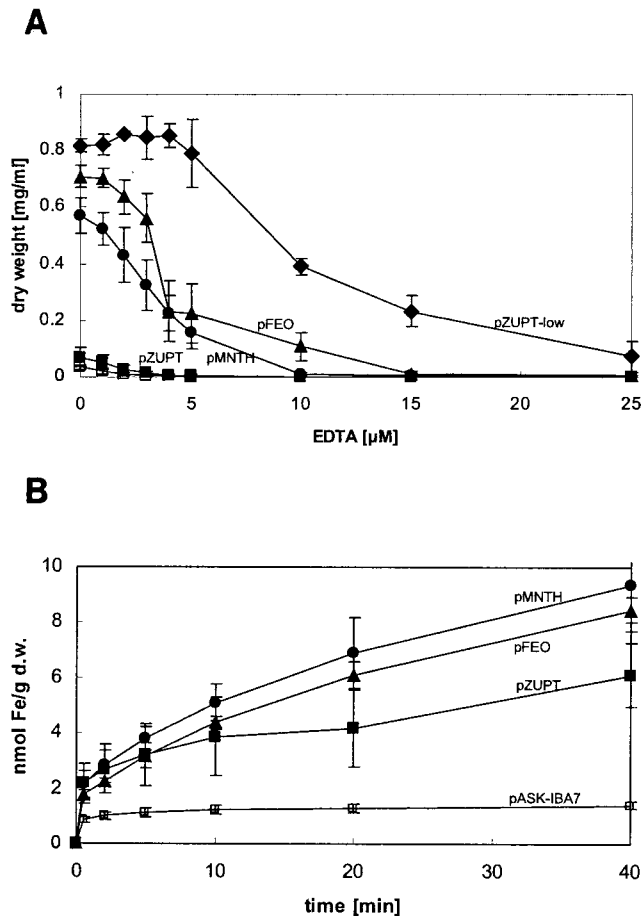 A
dry weight [mg/ml]
1
0.8
0.6
0.4
0.2
0
pZUPT-low
pFEO
pZUPT
pMNTH
0 5 10 15 20 25
EDTA [µM]
B
nmol Fe/g d.w.
10
8
6
4
2
0
pMNTH
pFEO
pZUPT
pASK-IBA7
0 10 20 30 40
time [min]